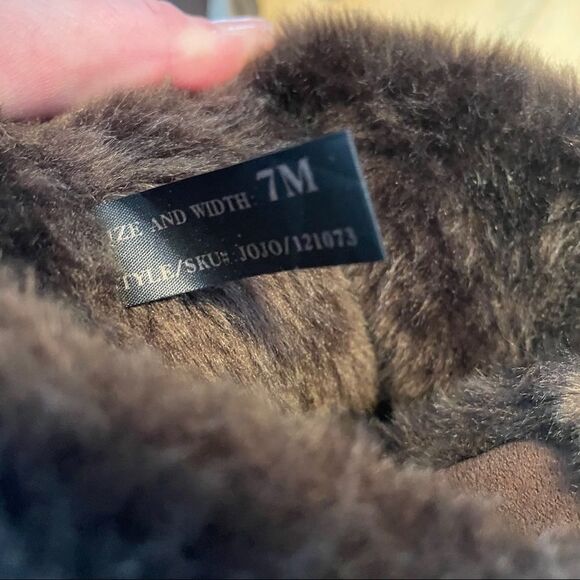 IZE AND WIDTH: 7M
TYLE/SKU: JOJO/121073